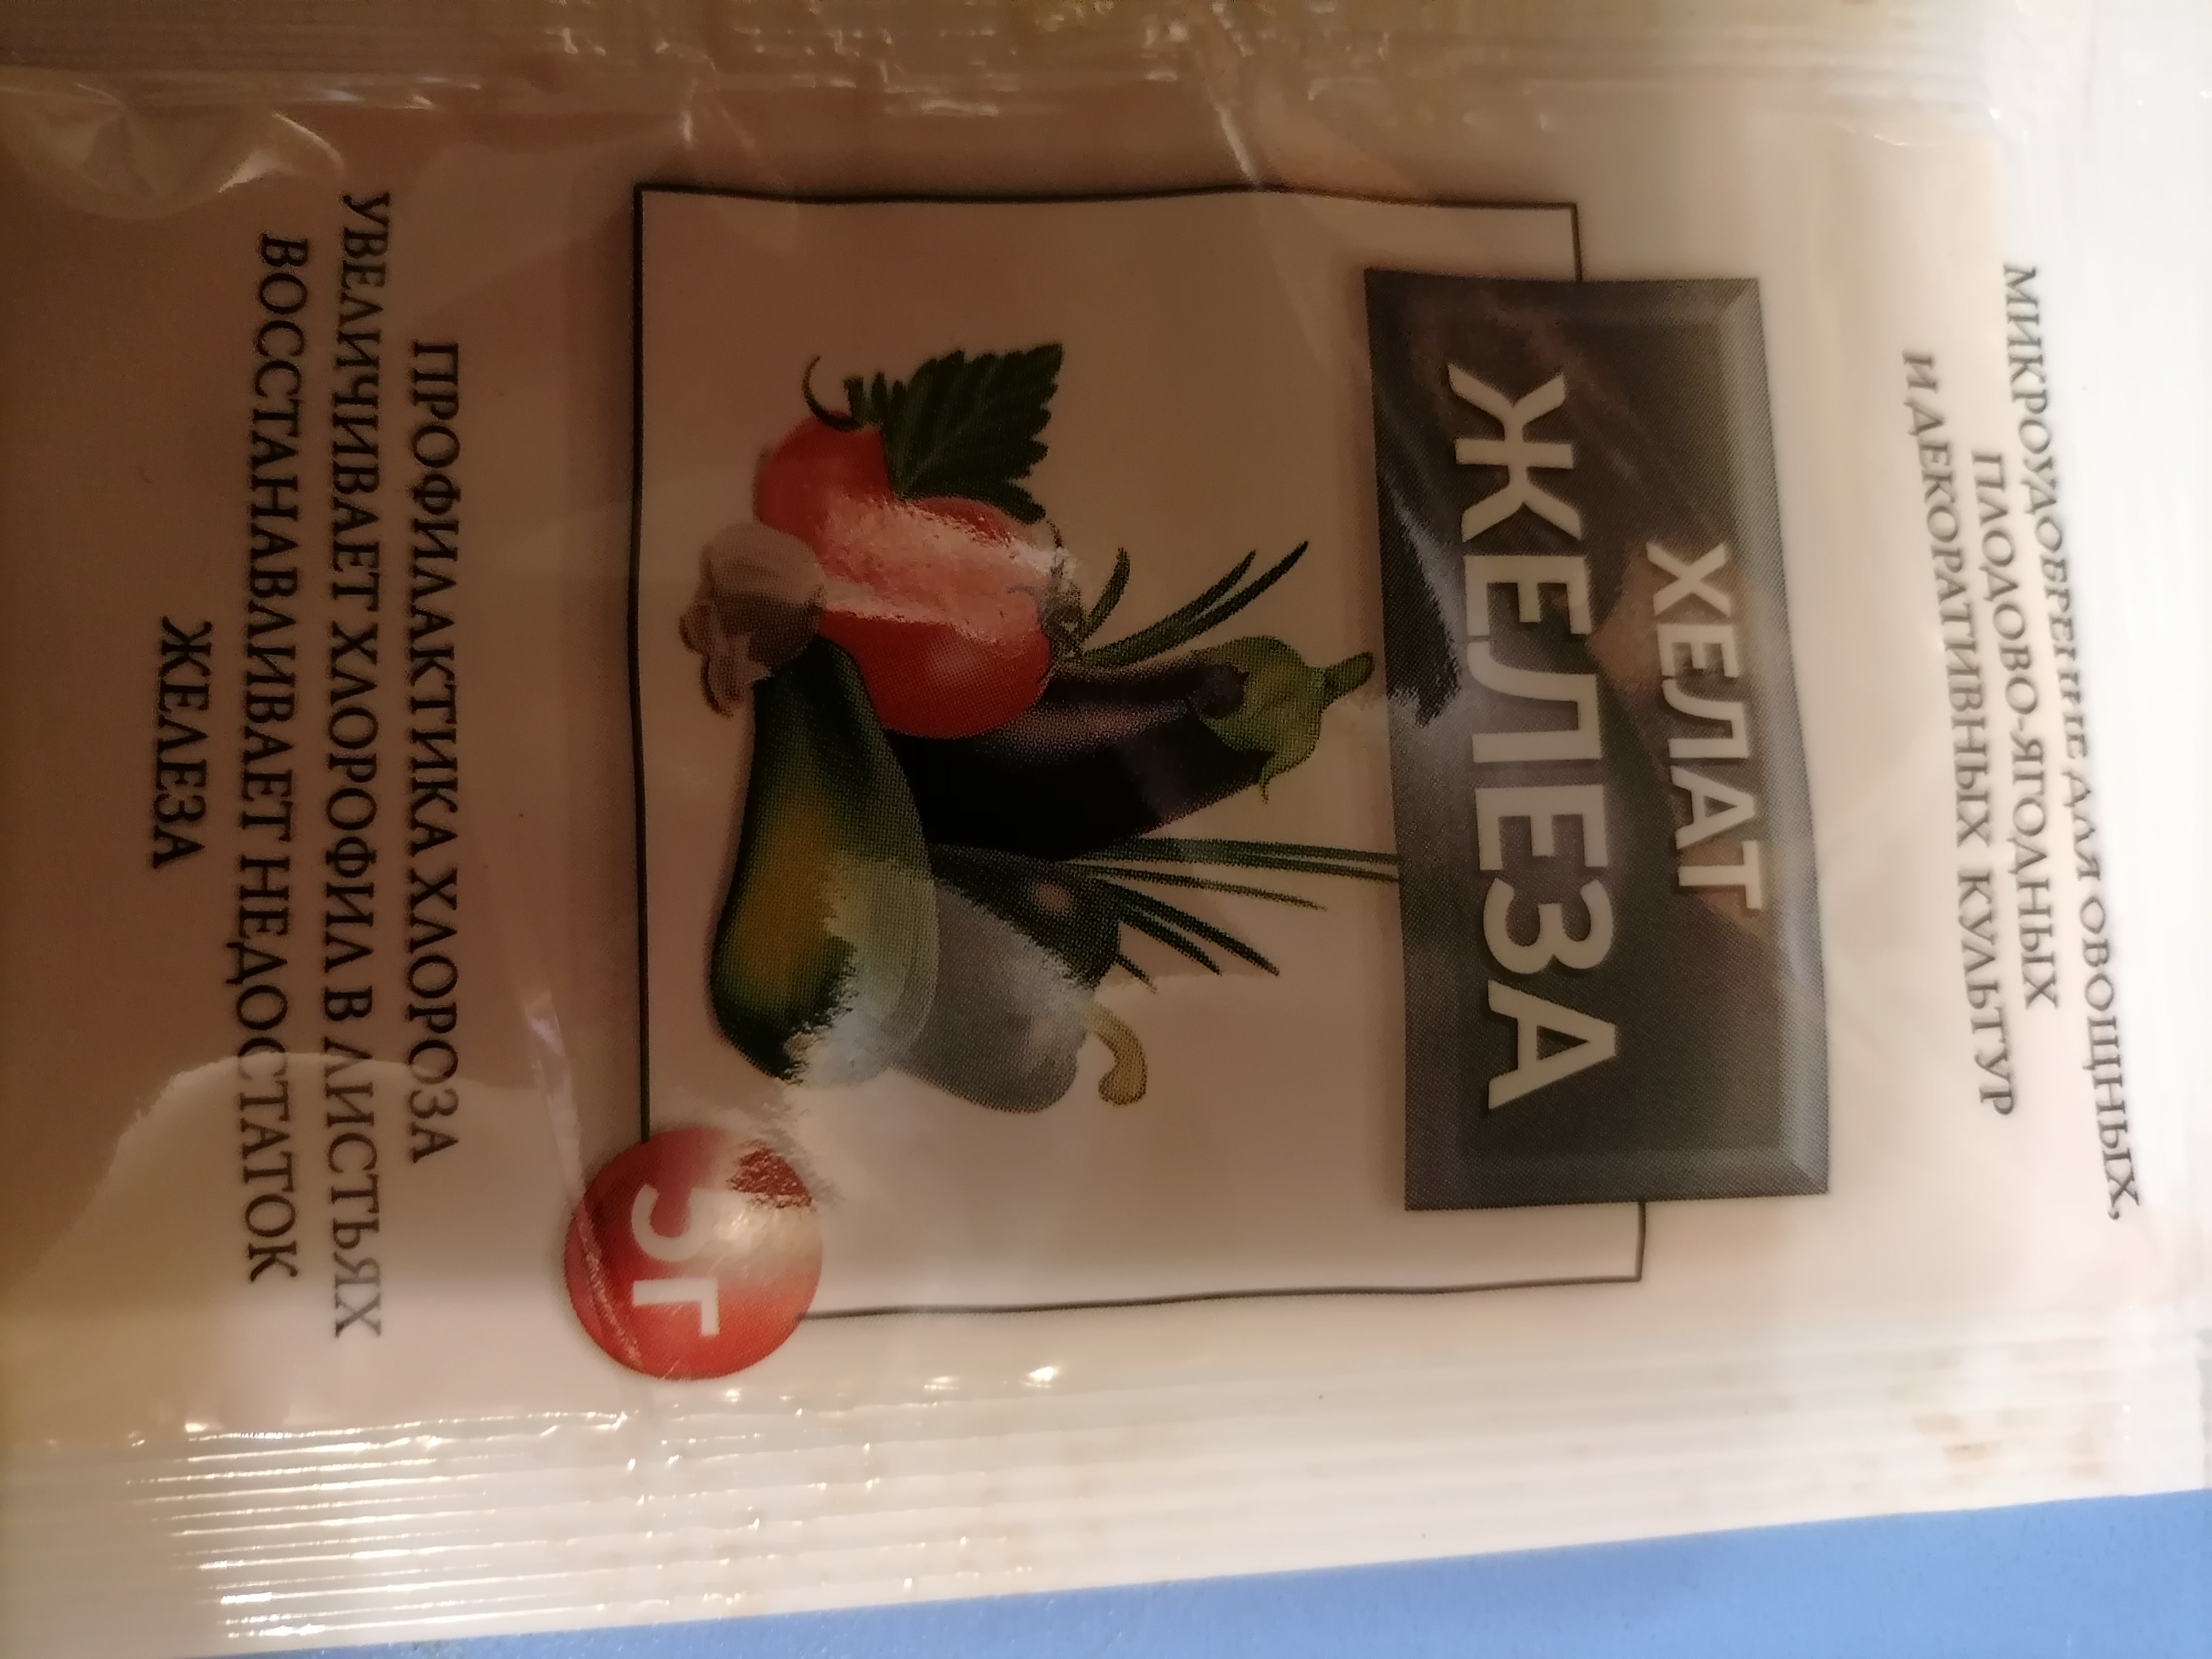 МИКРОУДОБРЕНИЕ ДЛЯ ОВОЩНЫХ,
ПЛОДОВО-ЯГОДНЫХ
И ДЕКОРАТИВНЫХ КУЛЬТУР
ХЕЛАТ
ЖЕЛЕЗА
5г
ПРОФИЛАКТИКА ХЛОРОЗА
УВЕЛИЧИВАЕТ ХЛОРОФИЛ В ЛИСТЬЯХ
ВОССТАНАВЛИВАЕТ НЕДОСТАТОК
ЖЕЛЕЗА